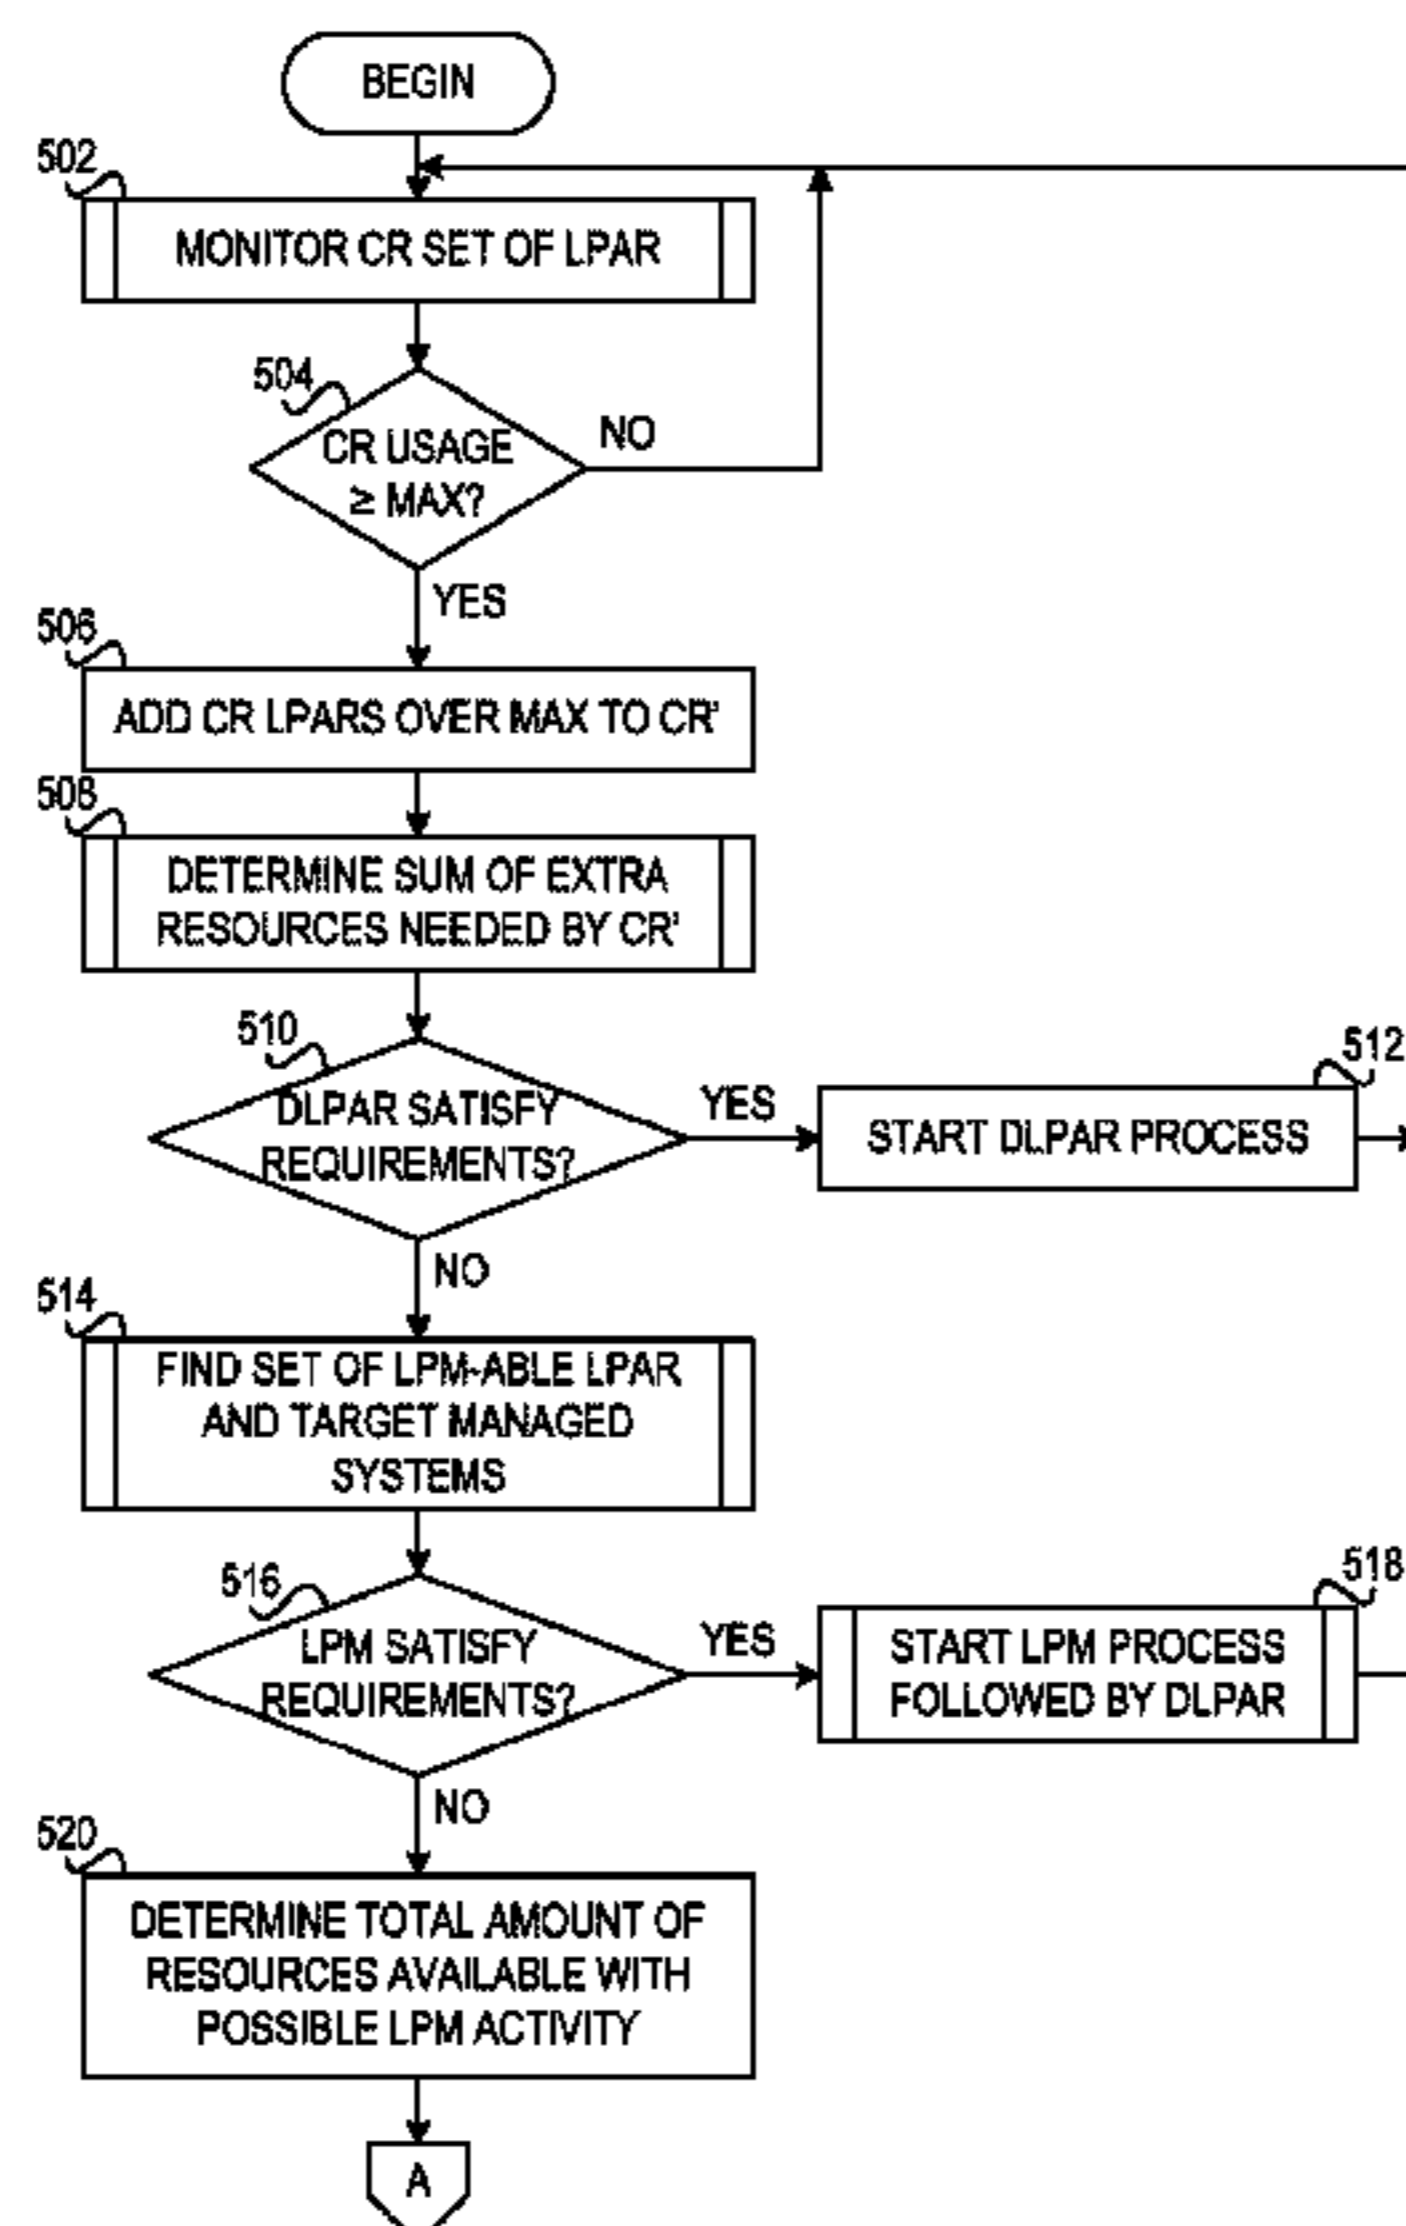 BEGIN
502
MONITOR CR SET OF LPAR
504
CR USAGE
≥ MAX?
NO
YES
506
ADD CR LPARS OVER MAX TO CR'
508
DETERMINE SUM OF EXTRA
RESOURCES NEEDED BY CR'
510
DLPAR SATISFY
REQUIREMENTS?
YES
512
START DLPAR PROCESS
NO
514
FIND SET OF LPM-ABLE LPAR
AND TARGET MANAGED
SYSTEMS
516
LPM SATISFY
REQUIREMENTS?
YES
518
START LPM PROCESS
FOLLOWED BY DLPAR
NO
520
DETERMINE TOTAL AMOUNT OF
RESOURCES AVAILABLE WITH
POSSIBLE LPM ACTIVITY
A